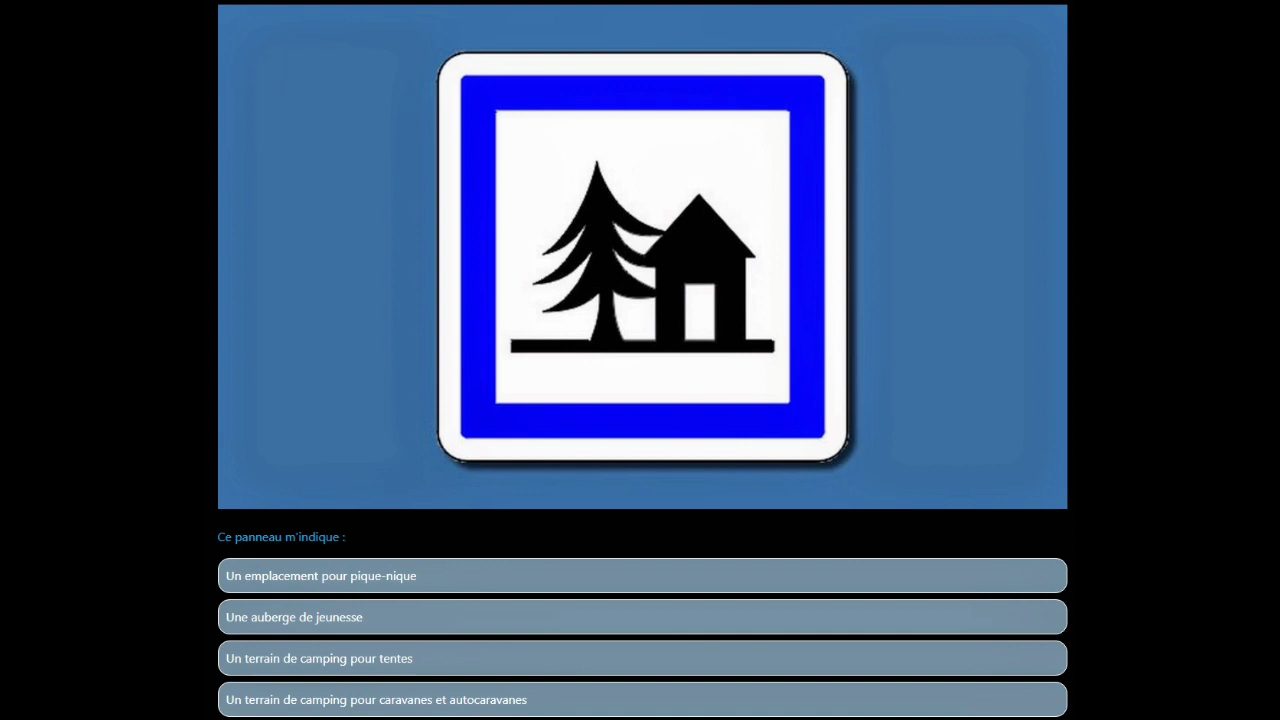 Ce panneau m'indique :
Un emplacement pour pique-nique
Une auberge de jeunesse
Un terrain de camping pour tentes
Un terrain de camping pour caravanes et autocaravanes